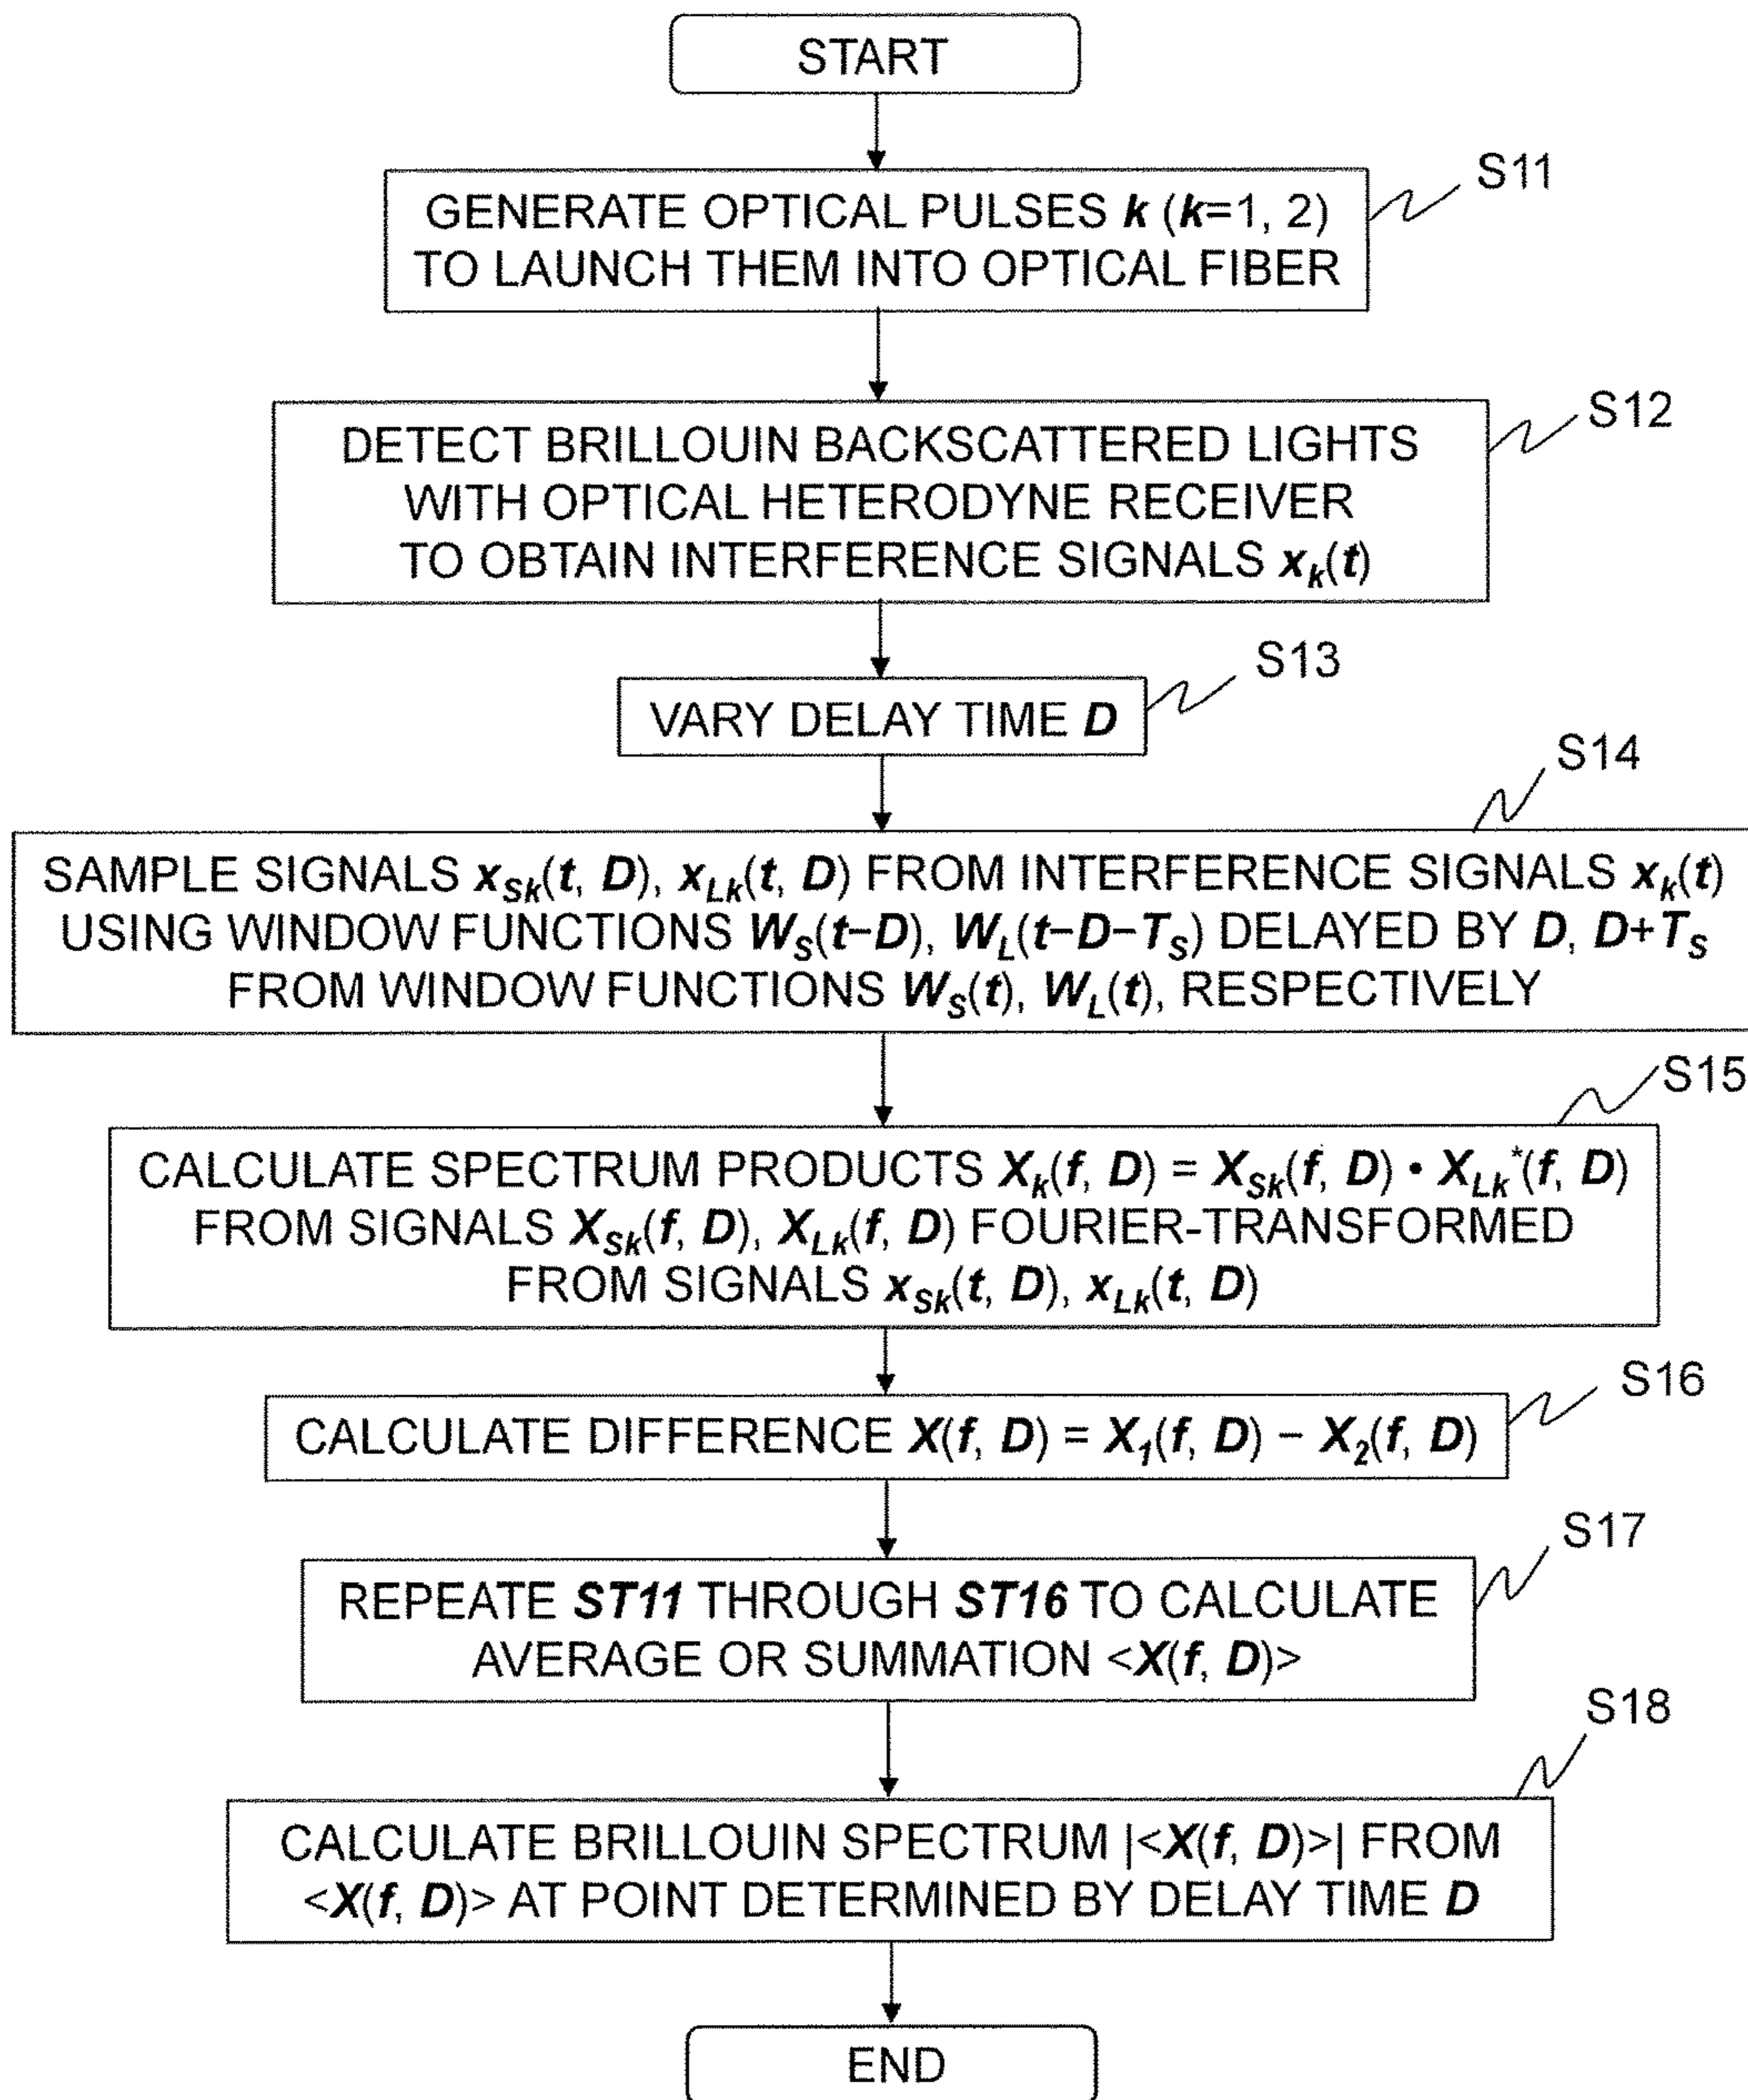 START
S11
GENERATE OPTICAL PULSES k (k=1, 2)
TO LAUNCH THEM INTO OPTICAL FIBER
S12
DETECT BRILLOUIN BACKSCATTERED LIGHTS
WITH OPTICAL HETERODYNE RECEIVER
TO OBTAIN INTERFERENCE SIGNALS xk(t)
S13
VARY DELAY TIME D
S14
SAMPLE SIGNALS xSk(t, D), xLk(t, D) FROM INTERFERENCE SIGNALS xk(t)
USING WINDOW FUNCTIONS WS(t−D), WL(t−D−TS) DELAYED BY D, D+TS
FROM WINDOW FUNCTIONS WS(t), WL(t), RESPECTIVELY
S15
CALCULATE SPECTRUM PRODUCTS Xk(f, D) = XSk(f, D) • XLk*(f, D)
FROM SIGNALS XSk(f, D), XLk(f, D) FOURIER-TRANSFORMED
FROM SIGNALS xSk(t, D), xLk(t, D)
S16
CALCULATE DIFFERENCE X(f, D) = X1(f, D) − X2(f, D)
S17
REPEATE ST11 THROUGH ST16 TO CALCULATE
AVERAGE OR SUMMATION <X(f, D)>
S18
CALCULATE BRILLOUIN SPECTRUM |<X(f, D)>| FROM
<X(f, D)> AT POINT DETERMINED BY DELAY TIME D
END